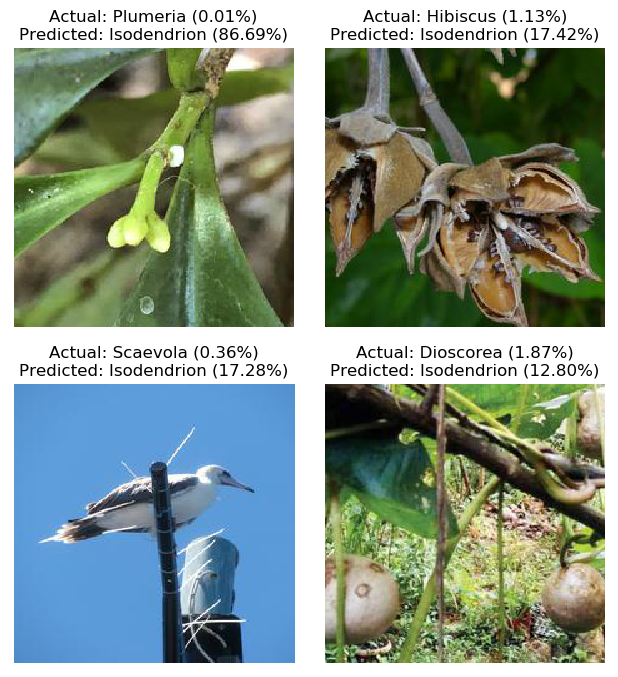 Actual: Plumeria (0.01%)
Predicted: Isodendrion (86.69%)
Actual: Hibiscus (1.13%)
Predicted: Isodendrion (17.42%)
Actual: Scaevola (0.36%)
Predicted: Isodendrion (17.28%)
Actual: Dioscorea (1.87%)
Predicted: Isodendrion (12.80%)